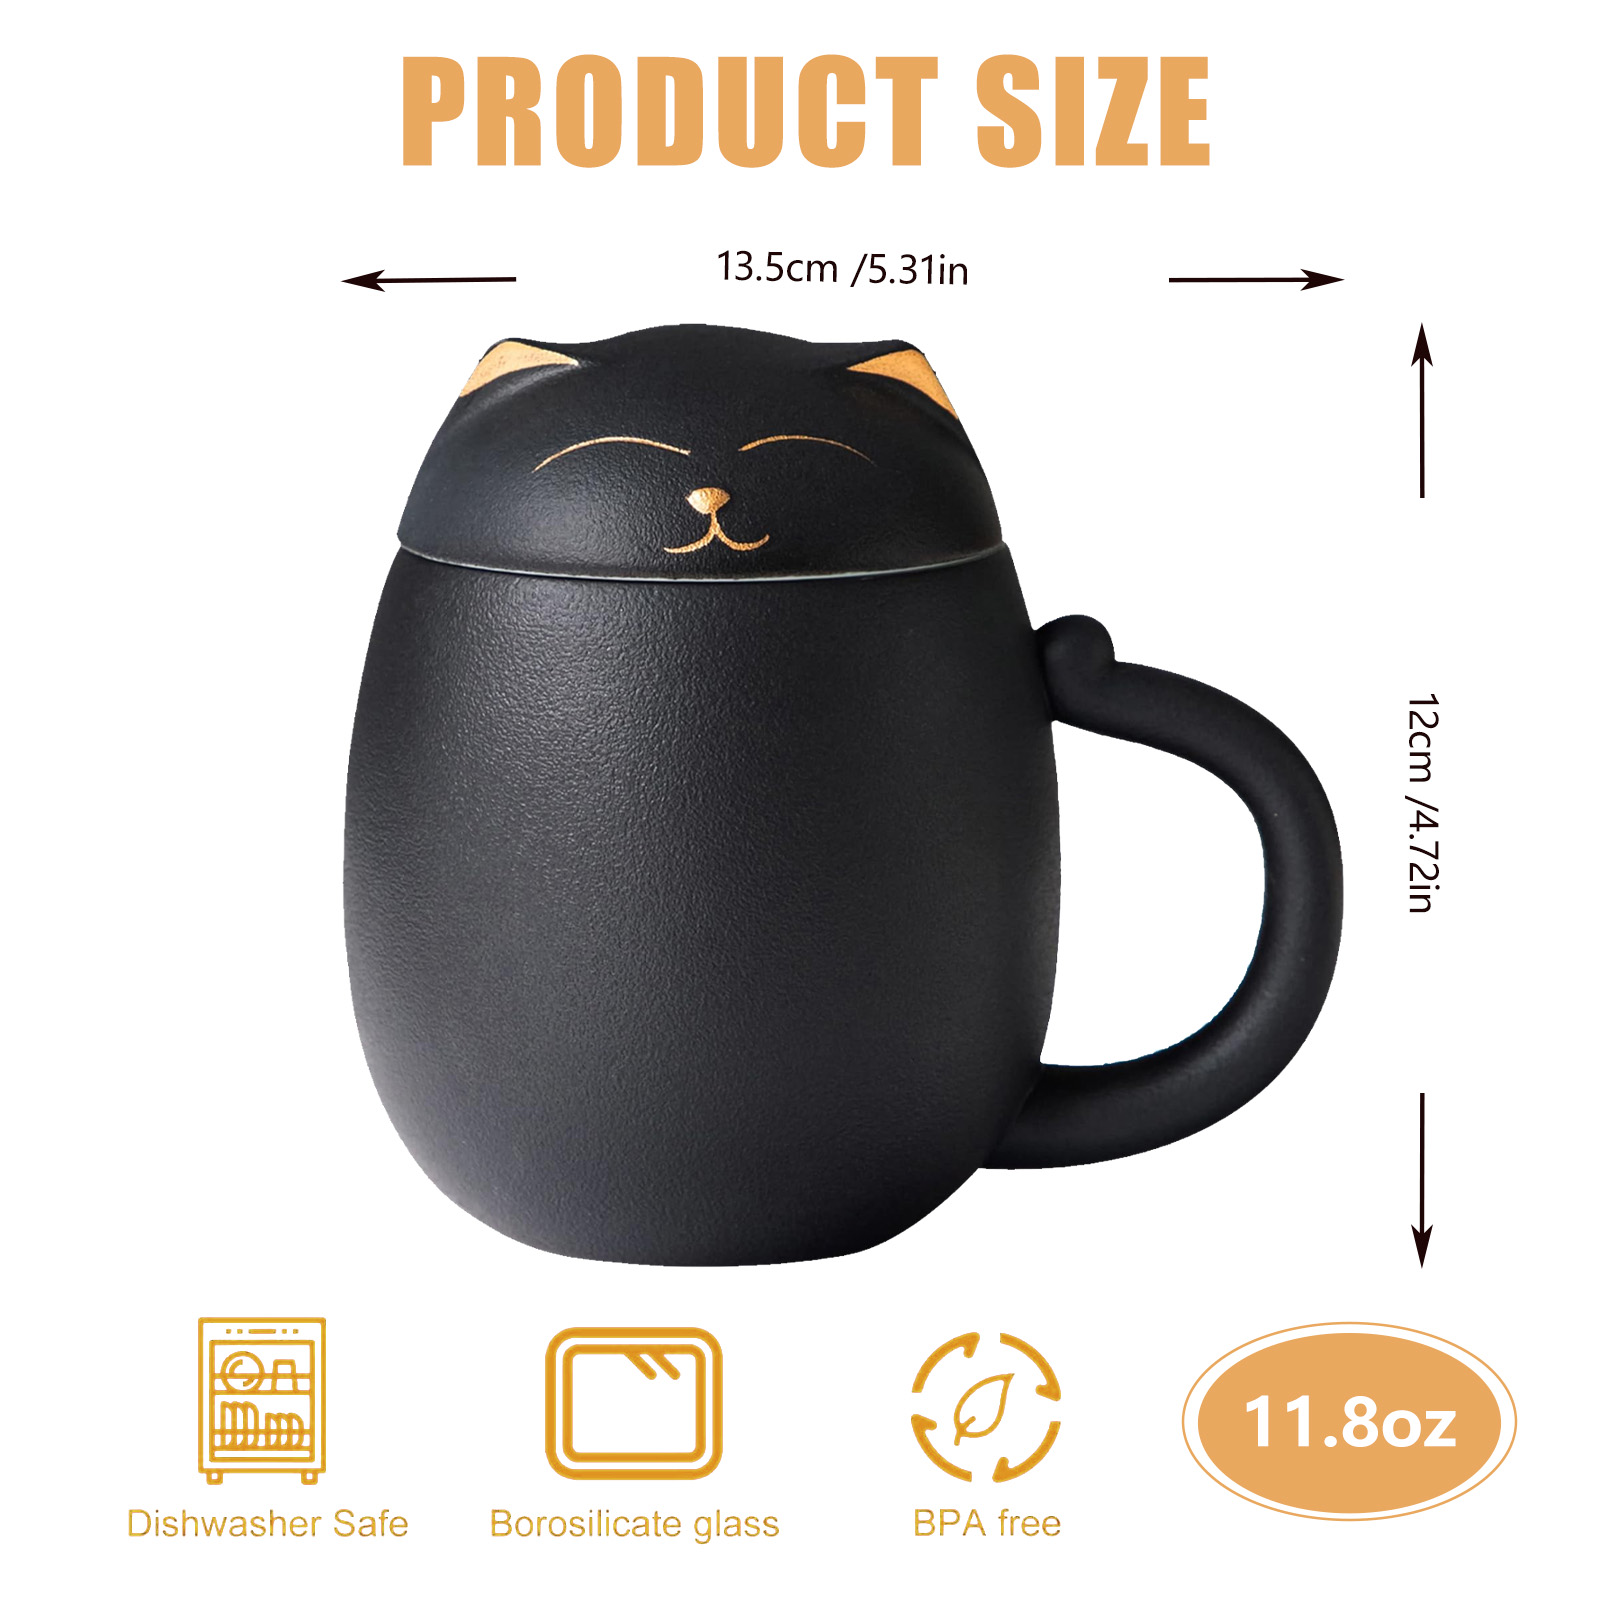 PRODUCT SIZE
13.5cm /5.31in
12cm /4.72in
11.8oz
Dishwasher Safe
Borosilicate glass
BPA free